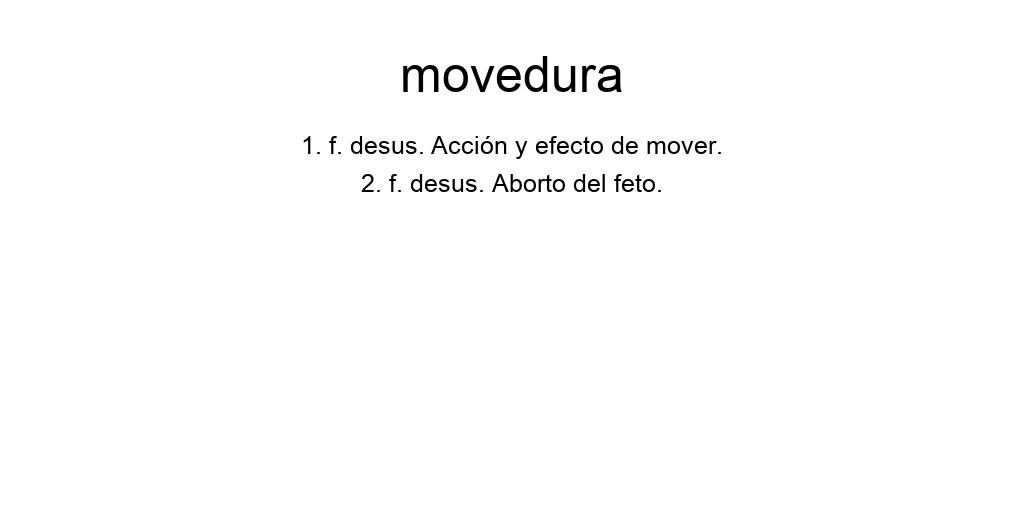 movedura
1. f. desus. Acción y efecto de mover.
2. f. desus. Aborto del feto.